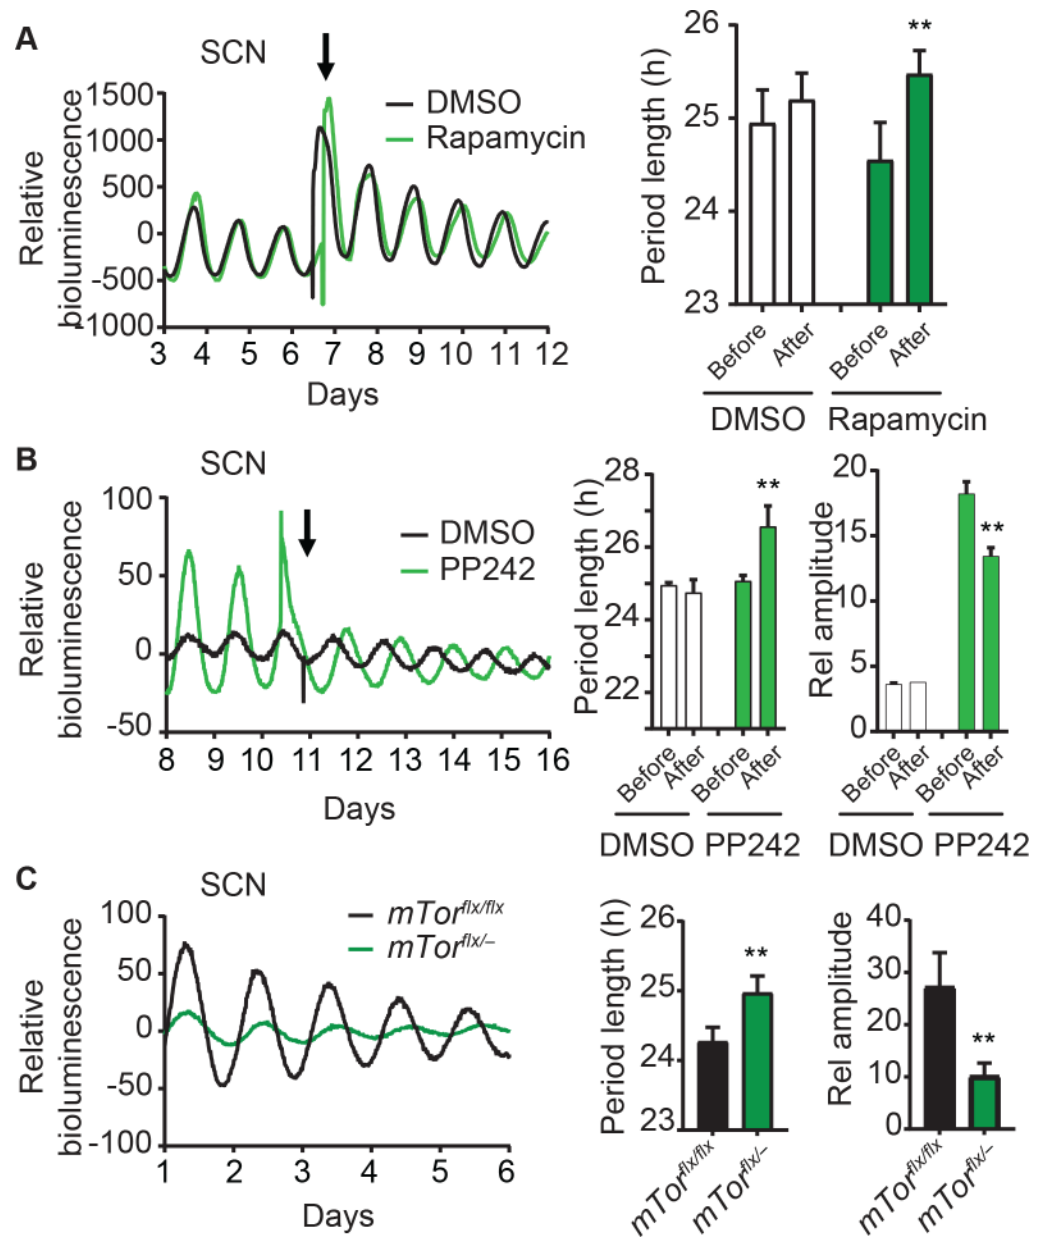 A
SCN
DMSO
Rapamycin
Relative
bioluminescence
1500
1000
500
0
-500
-1000
3 4 5 6 7 8 9 10 11 12
Days
Period length (h)
26
25
24
23
**
Before After Before After
DMSO Rapamycin
B
SCN
DMSO
PP242
Relative
bioluminescence
100
50
0
-50
8 9 10 11 12 13 14 15 16
Days
Period length (h)
28
26
24
22
**
Before After Before After
DMSO PP242
Rel amplitude
20
15
10
5
0
**
Before After Before After
DMSO PP242
C
SCN
mTorflx/flx
mTorflx/–
Relative
bioluminescence
100
50
0
-50
-100
1 2 3 4 5 6
Days
Period length (h)
26
25
24
23
**
mTorflx/flx mTorflx/–
Rel amplitude
40
30
20
10
0
**
mTorflx/flx mTorflx/–